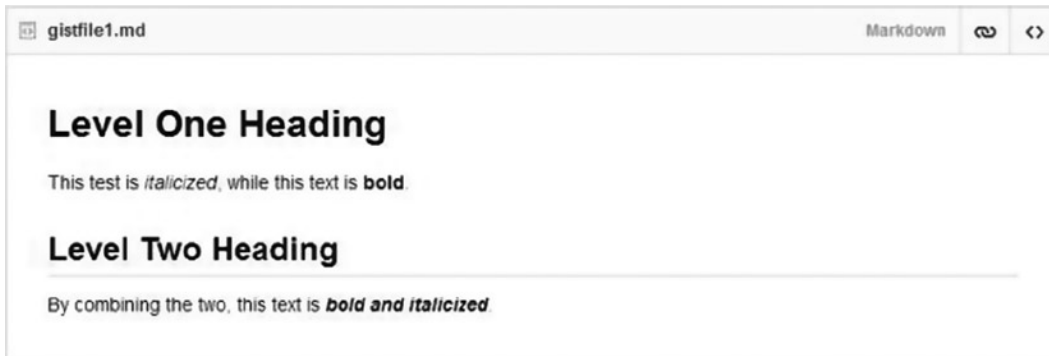 gistfile1.md Markdown
Level One Heading
This test is italicized, while this text is bold.
Level Two Heading
By combining the two, this text is bold and italicized.